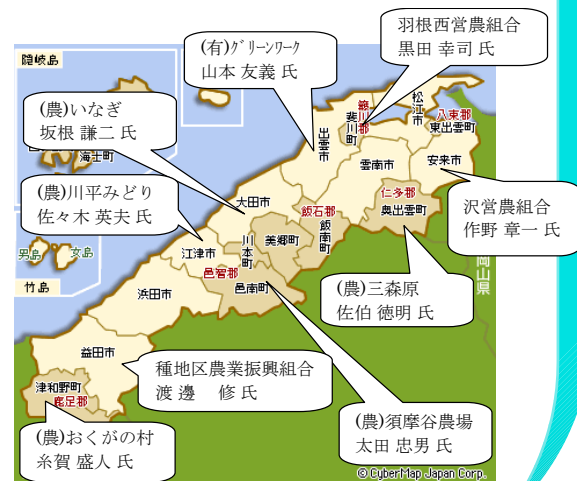 羽根西営農組合
黒田 幸司 氏
(有)グリーンワーク
山本 友義 氏
隠岐島
(農)いなぎ
坂根 謙二 氏
海士町
(農)川平みどり
佐々木 英夫 氏
松江市
簸川郡
斐川町
八束郡
東出雲町
出雲市
雲南市
安来市
大田市
飯石郡
飯南町
仁多郡
奥出雲町
沢営農組合
作野 章一 氏
男島
女島
竹島
川本町
美郷町
江津市
邑智郡
邑南町
浜田市
岡山県
(農)三森原
佐伯 徳明 氏
益田市
種地区農業振興組合
渡 邊 修 氏
津和野町
鹿足郡
(農)須摩谷農場
太田 忠男 氏
(農)おくがの村
糸賀 盛人 氏
© CyberMap Japan Corp.